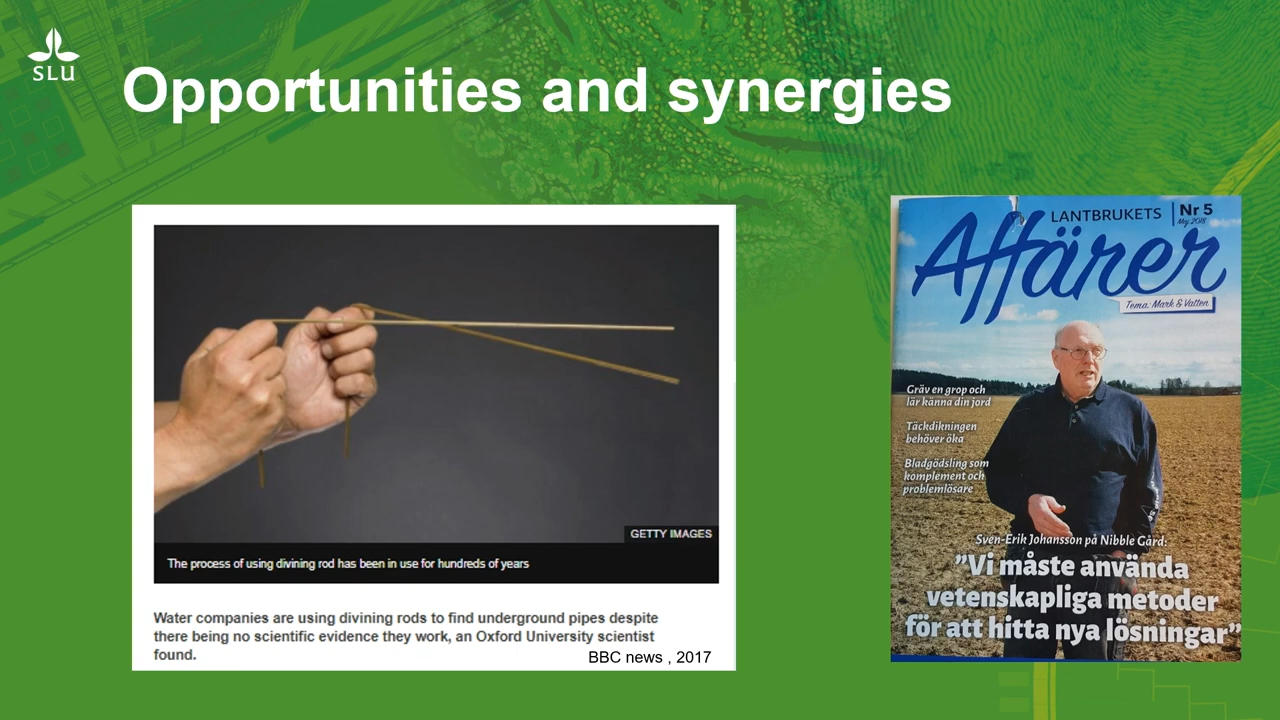 SLU
Opportunities and synergies
GETTY IMAGES
The process of using divining rod has been in use for hundreds of years
Water companies are using divining rods to find underground pipes despite
there being no scientific evidence they work, an Oxford University scientist
found.
BBC news , 2017
LANTBRUKETS
Nr 5
Maj 2018
Affärer
Tema: Mark & Vatten
Gräv en grop och
lär känna din jord
Täckdikningen
behöver öka
Bladgödsling som
komplement och
problemlösare
Sven-Erik Johansson på Nibble Gård:
”Vi måste använda
vetenskapliga metoder
för att hitta nya lösningar”